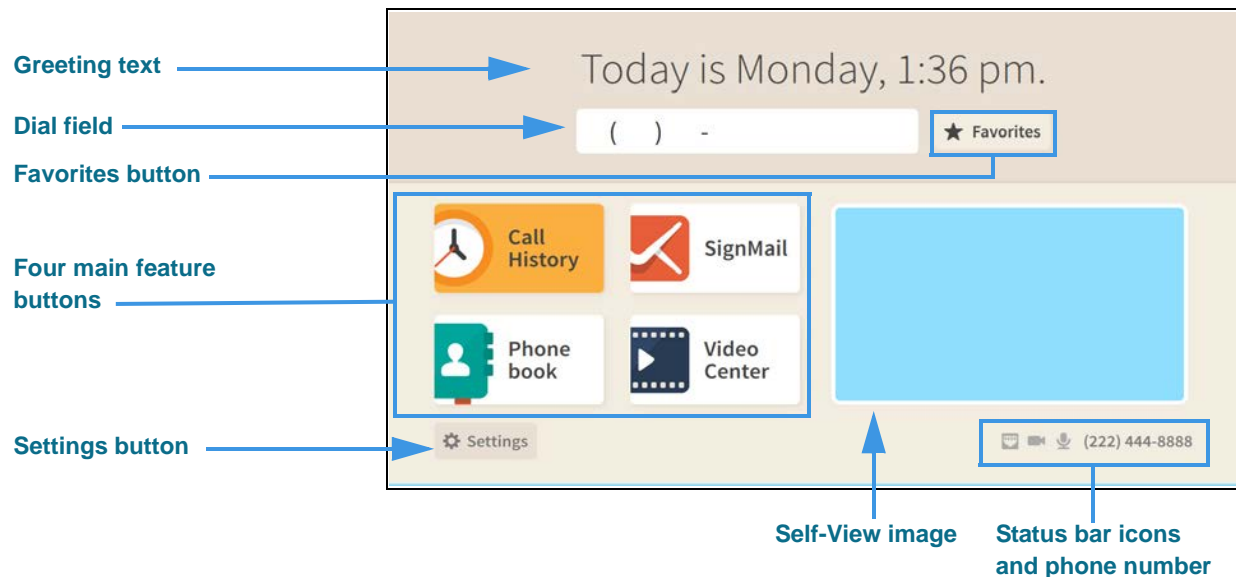 Greeting text
Today is Monday, 1:36 pm.
Dial field
( ) -
Favorites
Favorites button
Call
History
SignMail
Four main feature
buttons
Phone
book
Video
Center
Settings button
Settings
(222) 444-8888
Self-View image
Status bar icons
and phone number